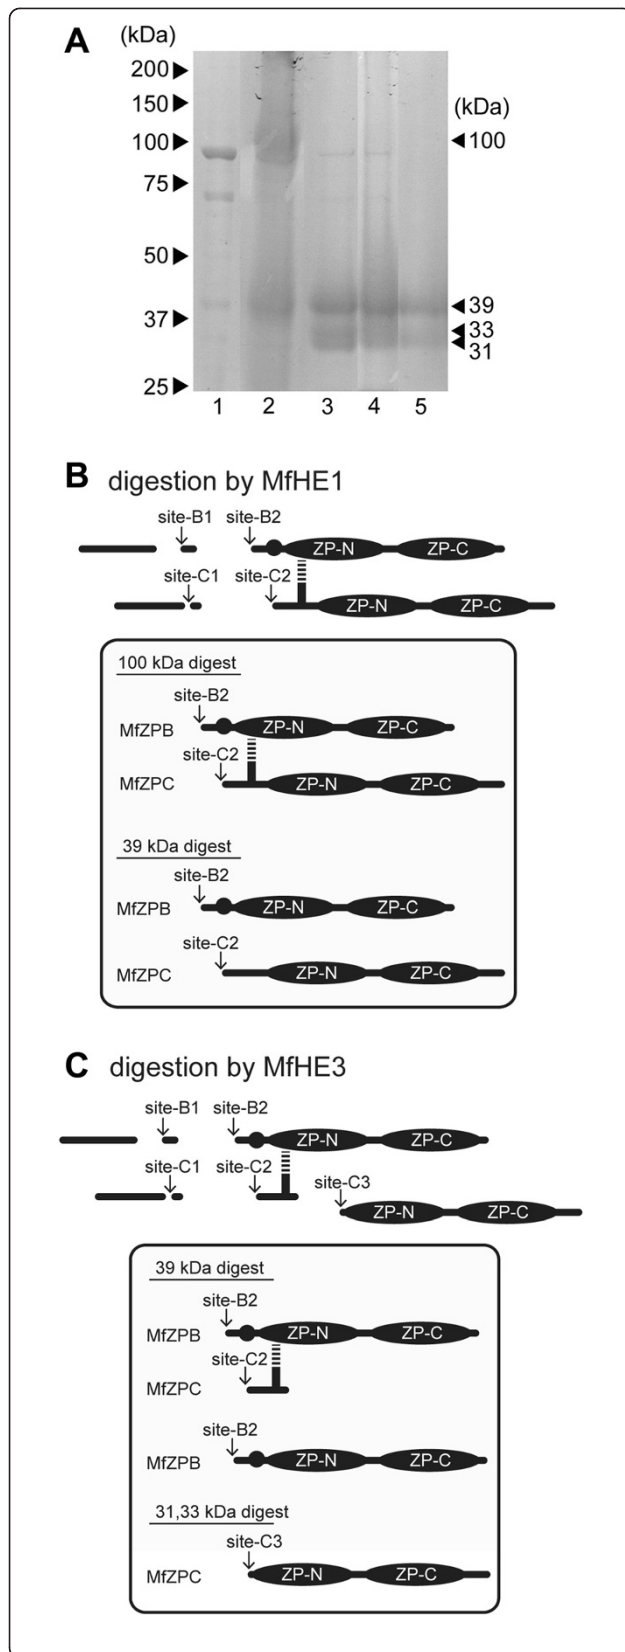 A
(kDa)
200
150
(kDa)
100
100
75
50
39
37
33
31
25
1 2 3 4 5
B digestion by MfHE1
site-B1 site-B2
ZP-N ZP-C
site-C1 site-C2
ZP-N ZP-C
100 kDa digest
site-B2
MfZPB ZP-N ZP-C
site-C2
MfZPC ZP-N ZP-C
39 kDa digest
site-B2
MfZPB ZP-N ZP-C
site-C2
MfZPC ZP-N ZP-C
C digestion by MfHE3
site-B1 site-B2
ZP-N ZP-C
site-C1 site-C2 site-C3
ZP-N ZP-C
39 kDa digest
site-B2
MfZPB ZP-N ZP-C
site-C2
MfZPC
site-B2
MfZPB ZP-N ZP-C
31,33 kDa digest
site-C3
MfZPC ZP-N ZP-C